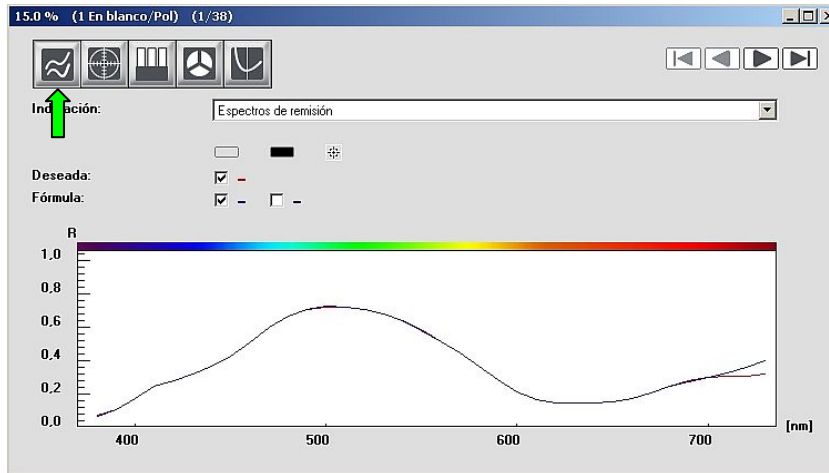 15.0 % (1 En blanco/Pol) (1/38)
Espectros de remisión
Deseada:
Fórmula:
R
1,0
0,8
0,6
0,4
0,2
0,0
400 500 600 700 [nm]